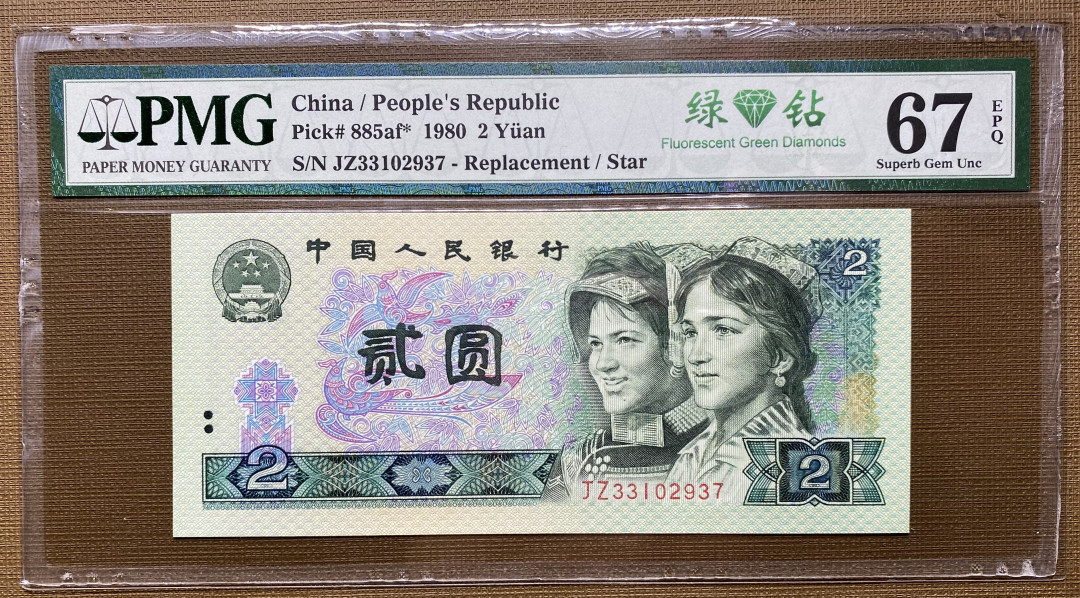 PMG
PAPER MONEY GUARANTY
China / People's Republic
Pick# 885af* 1980 2 Yüan
S/N JZ33102937 - Replacement / Star
绿 钻
Fluorescent Green Diamonds
67
EPQ
Superb Gem Unc
中国人民银行
2
贰圆
2
JZ33102937
2